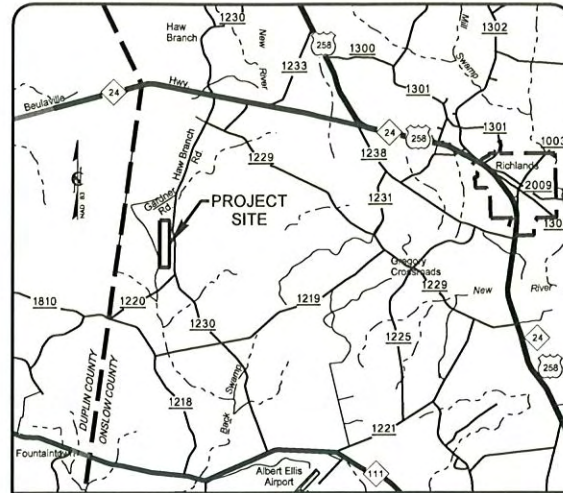 1230
Haw
Branch
New
River
1233
258
1300
Mill
Swamp
1302
Beulaville
24
Hwy
1301
24
258
1301
1003
Richlands
2009
1229
1238
Haw Branch
Rd.
Gardner
Rd
PROJECT
SITE
NAD 83
1231
130
Gregory
Crossroads
1229
New
River
1810
1220
1230
1219
1225
24
258
DUPLIN COUNTY
ONSLOW COUNTY
1218
Back
Swamp
1221
Fountaintown
Albert Ellis
Airport
111